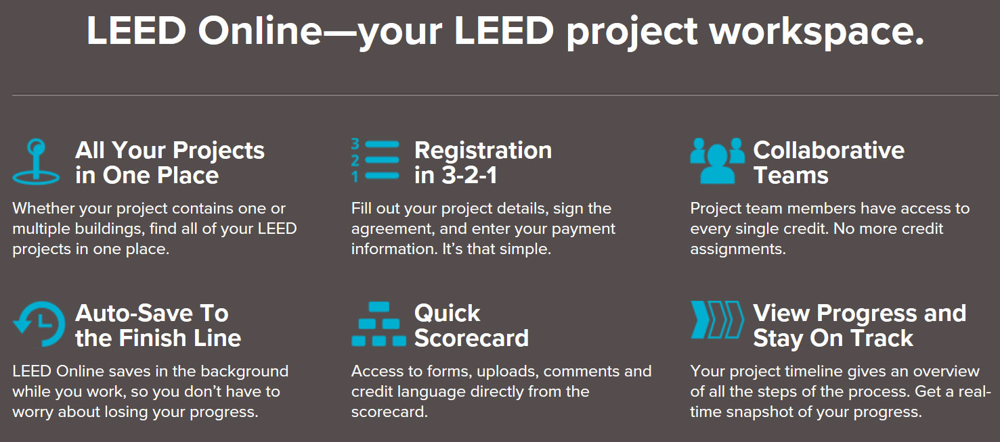 LEED Online—your LEED project workspace.
All Your Projects
in One Place
Whether your project contains one or
multiple buildings, find all of your LEED
projects in one place.
3
2
1
Registration
in 3-2-1
Fill out your project details, sign the
agreement, and enter your payment
information. It’s that simple.
Collaborative
Teams
Project team members have access to
every single credit. No more credit
assignments.
Auto-Save To
the Finish Line
LEED Online saves in the background
while you work, so you don’t have to
worry about losing your progress.
Quick
Scorecard
Access to forms, uploads, comments and
credit language directly from the
scorecard.
View Progress and
Stay On Track
Your project timeline gives an overview
of all the steps of the process. Get a real-
time snapshot of your progress.